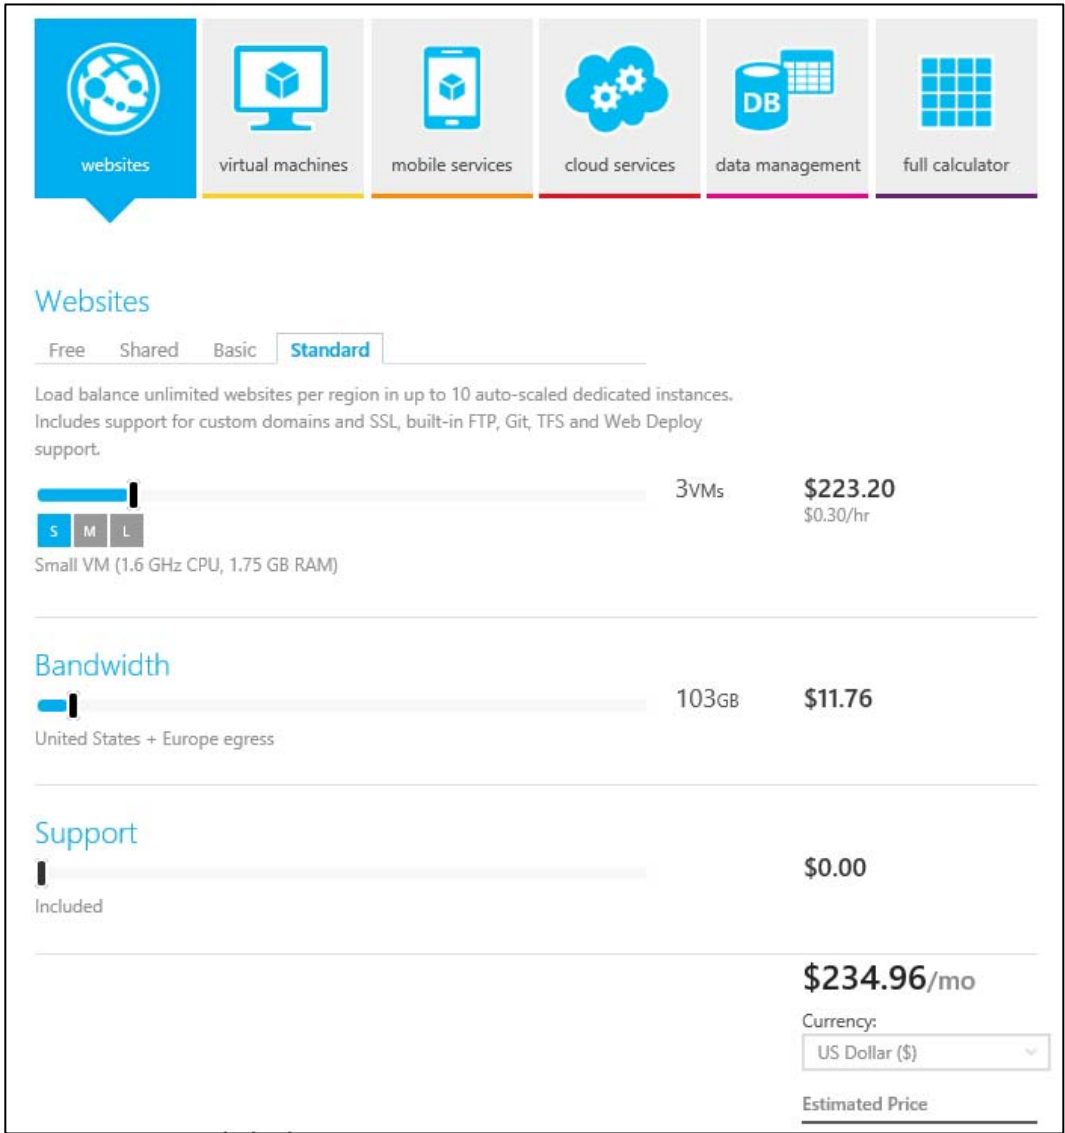 DB
websites
virtual machines
mobile services
cloud services
data management
full calculator
Websites
Free Shared Basic Standard
Load balance unlimited websites per region in up to 10 auto-scaled dedicated instances.
Includes support for custom domains and SSL, built-in FTP, Git, TFS and Web Deploy
support.
3VMs $223.20
$0.30/hr
S M L
Small VM (1.6 GHz CPU, 1.75 GB RAM)
Bandwidth
103GB $11.76
United States + Europe egress
Support
$0.00
Included
$234.96/mo
Currency:
US Dollar ($)
Estimated Price